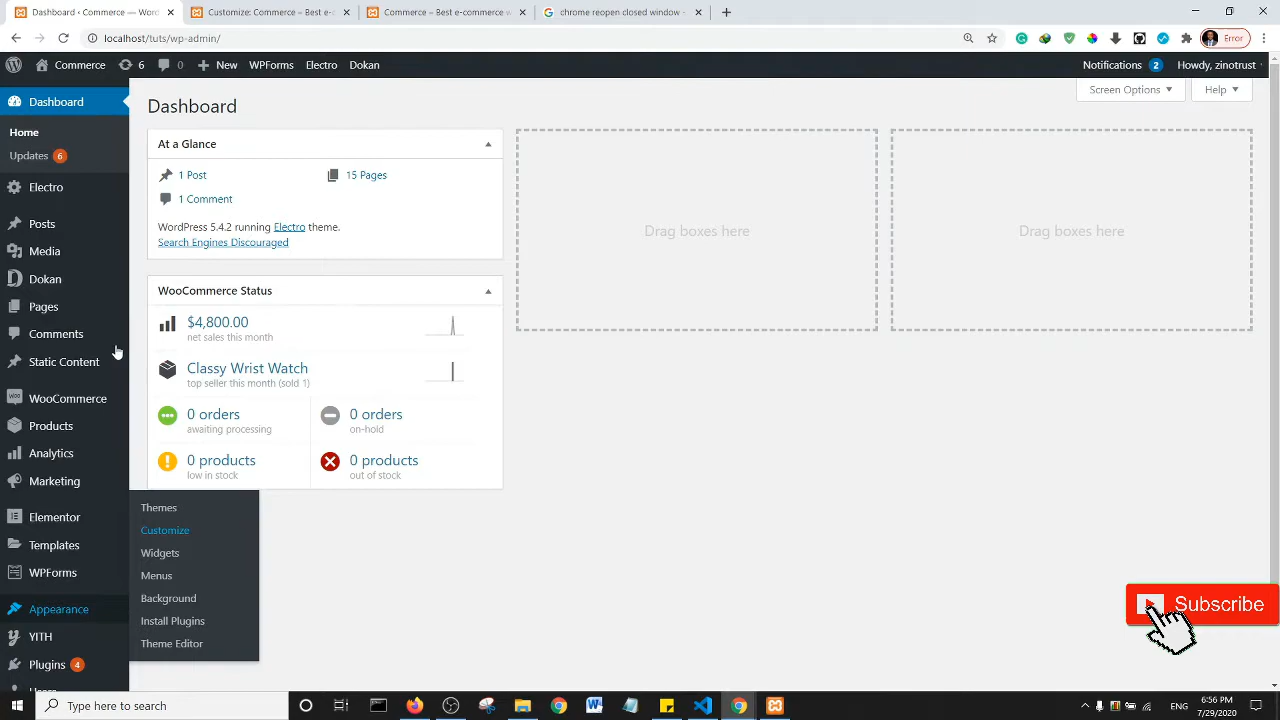 Dashboard ‹ Commerce — Word
Customize: Commerce – Best e-c
Commerce – Best e-commerce w
chrome reopen closed window -
localhost/tuts/wp-admin/
Error
Commerce
6
0
New
WPForms
Electro
Dokan
Notifications 2
Howdy, zinotrust
Dashboard
Home
Updates 6
Electro
Posts
Media
Dokan
Pages
Comments
Static Content
WooCommerce
Products
Analytics
Marketing
Elementor
Templates
WPForms
Appearance
YITH
Plugins 4
Themes
Customize
Widgets
Menus
Background
Install Plugins
Theme Editor
Dashboard
Screen Options
Help
At a Glance
1 Post
15 Pages
1 Comment
WordPress 5.4.2 running Electro theme.
Search Engines Discouraged
WooCommerce Status
$4,800.00
net sales this month
Classy Wrist Watch
top seller this month (sold 1)
0 orders
awaiting processing
0 orders
on-hold
0 products
low in stock
0 products
out of stock
Drag boxes here
Drag boxes here
Subscribe
Type here to search
ENG
6:56 PM
7/29/2020